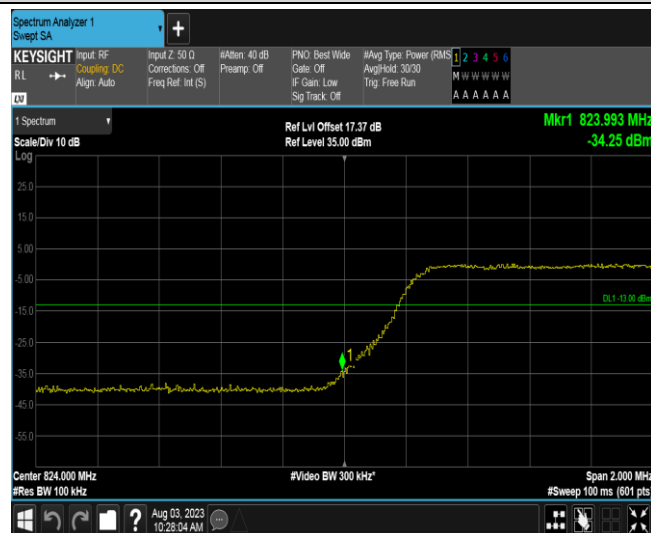 Spectrum Analyzer 1
Swept SA
+
KEYSIGHT
RL
LXI
Input: RF
Coupling: DC
Align: Auto
Input Z: 50 Ω
Corrections: Off
Freq Ref: Int (S)
#Atten: 40 dB
Preamp: Off
PNO: Best Wide
Gate: Off
IF Gain: Low
Sig Track: Off
#Avg Type: Power (RMS
Avg|Hold: 30/30
Trig: Free Run
1 2 3 4 5 6
M W W W W W
A A A A A A
1 Spectrum
Scale/Div 10 dB
Log
Ref Lvl Offset 17.37 dB
Ref Level 35.00 dBm
Mkr1 823.993 MHz
-34.25 dBm
25.0
15.0
5.00
-5.00
-15.0
-25.0
-35.0
-45.0
-55.0
DL1 -13.00 dBm
1
Center 824.000 MHz
#Res BW 100 kHz
#Video BW 300 kHz*
Span 2.000 MHz
#Sweep 100 ms (601 pts)
?
Aug 03, 2023
10:28:04 AM